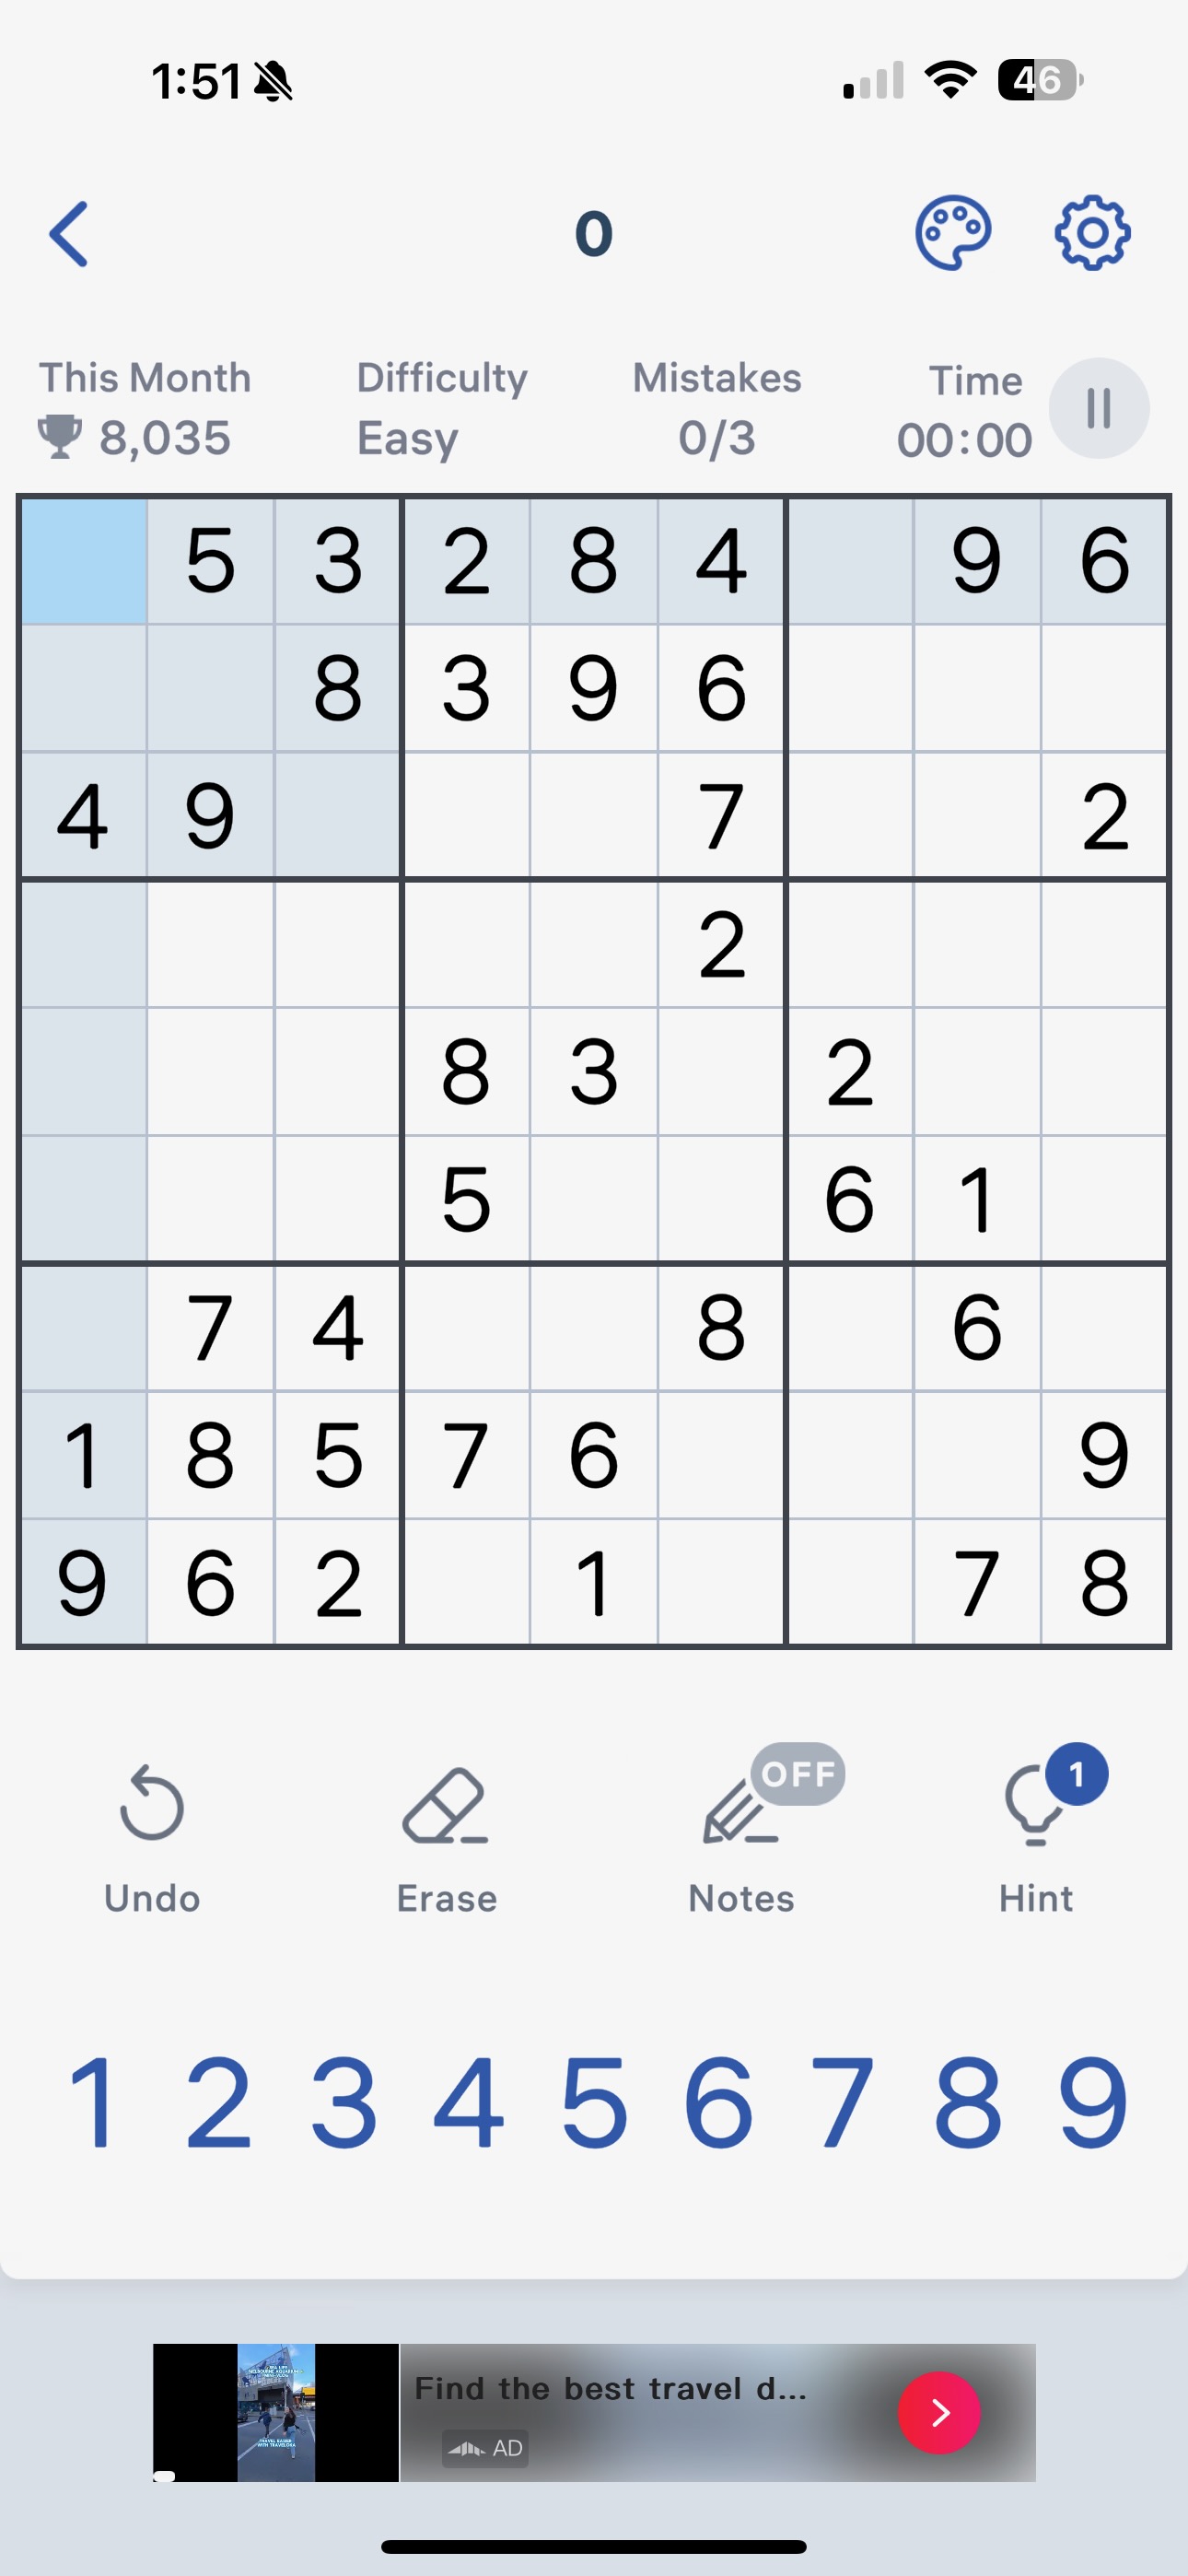 1:51 46
0
This Month Difficulty Mistakes Time
8,035 Easy 0/3 00:00
5 3 2 8 4 9 6
8 3 9 6
4 9 7 2
2
8 3 2
5 6 1
7 4 8 6
1 8 5 7 6 9
9 6 2 1 7 8
OFF 1
Undo Erase Notes Hint
1 2 3 4 5 6 7 8 9
Find the best travel d...
AD